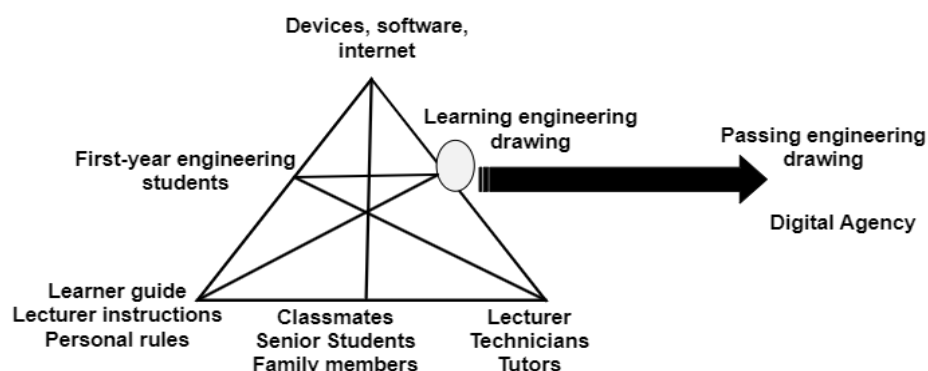 Devices, software,
internet
Learning engineering
drawing
Passing engineering
drawing
First-year engineering
students
Digital Agency
Learner guide
Lecturer instructions
Personal rules
Classmates
Senior Students
Family members
Lecturer
Technicians
Tutors